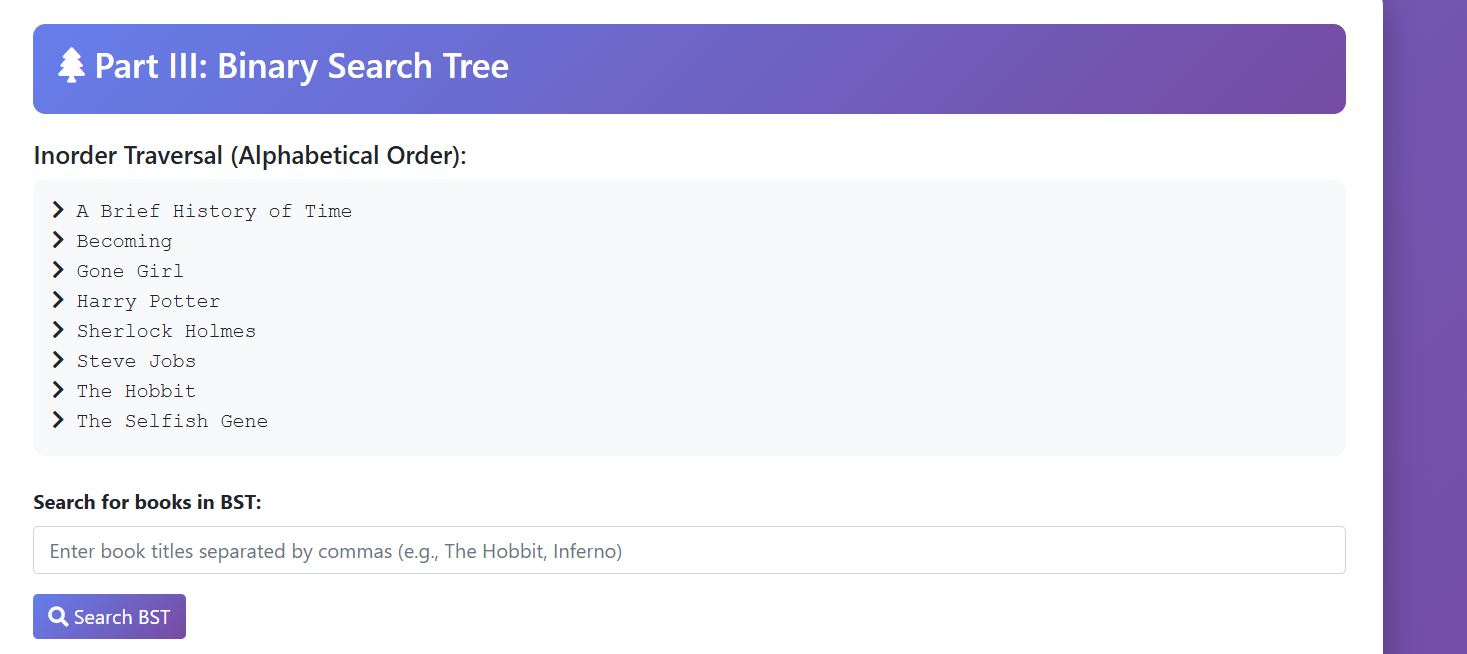 Part III: Binary Search Tree
Inorder Traversal (Alphabetical Order):
A Brief History of Time
Becoming
Gone Girl
Harry Potter
Sherlock Holmes
Steve Jobs
The Hobbit
The Selfish Gene
Search for books in BST:
Enter book titles separated by commas (e.g., The Hobbit, Inferno)
Search BST